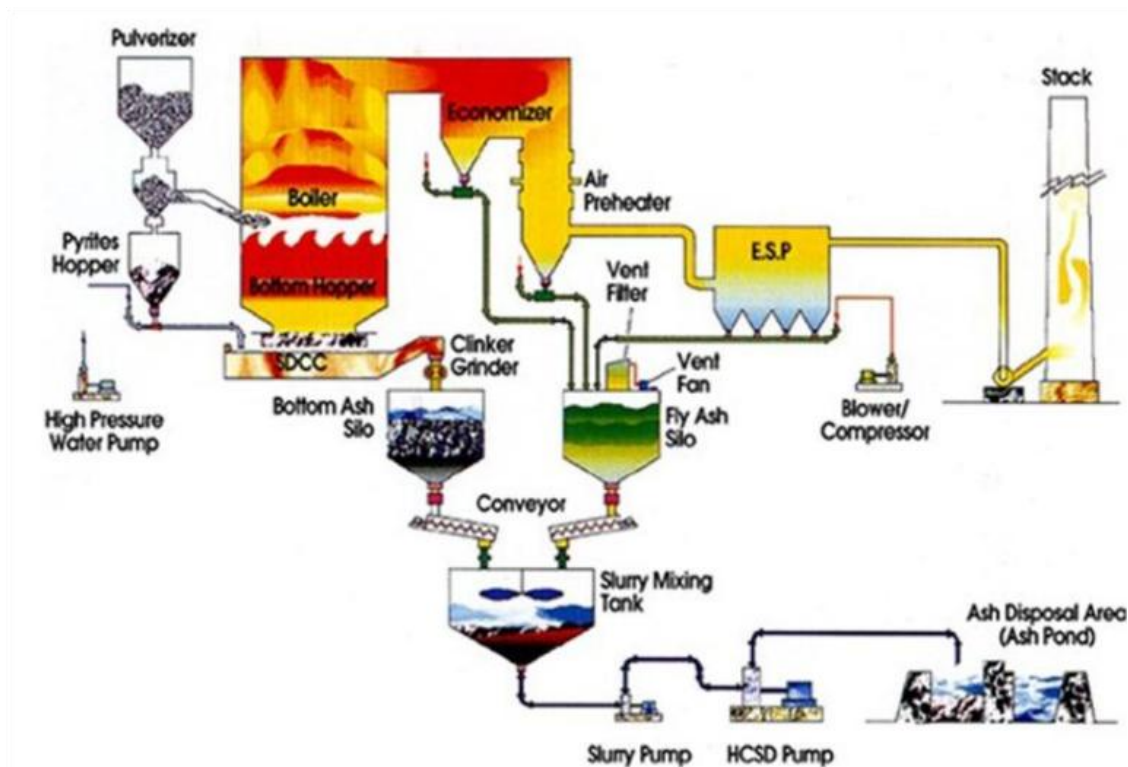 Pulverizer
Stack
Economizer
Boiler
Air
Preheater
Pyrites
Hopper
E.S.P
Bottom Hopper
Vent
Filter
SDCC
Clinker
Grinder
Vent
Fan
High Pressure
Water Pump
Bottom Ash
Silo
Fly Ash
Silo
Blower/
Compressor
Conveyor
Slurry Mixing
Tank
Ash Disposal Area
(Ash Pond)
Slurry Pump
HCSD Pump